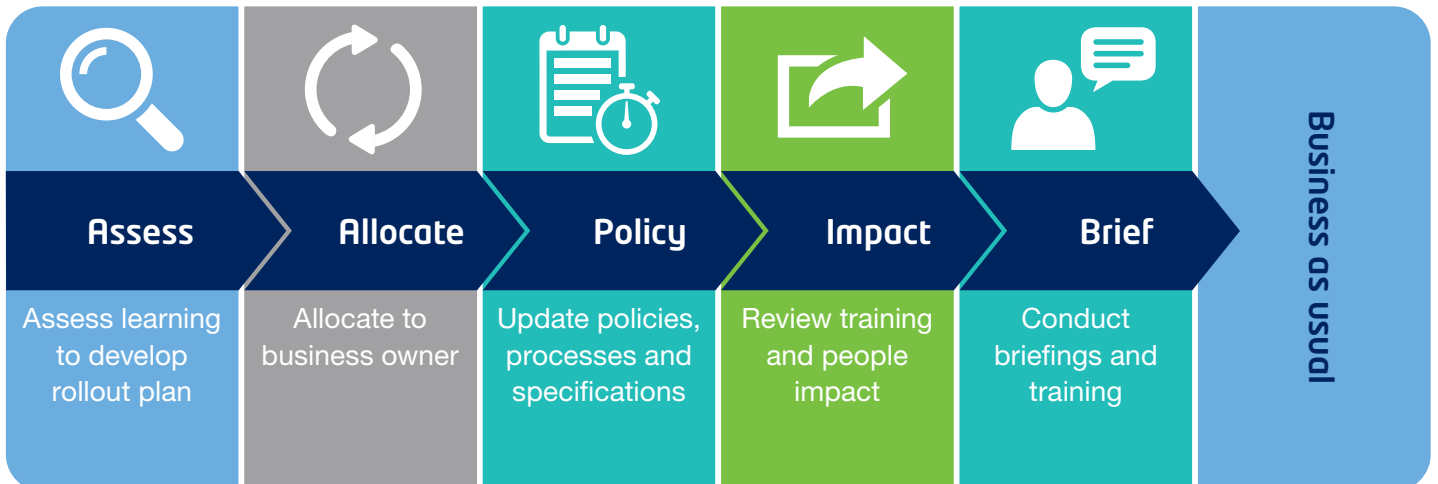 Assess
Allocate
Policy
Impact
Brief
Assess learning
to develop
rollout plan
Allocate to
business owner
Update policies,
processes and
specifications
Review training
and people
impact
Conduct
briefings and
training
Business as usual